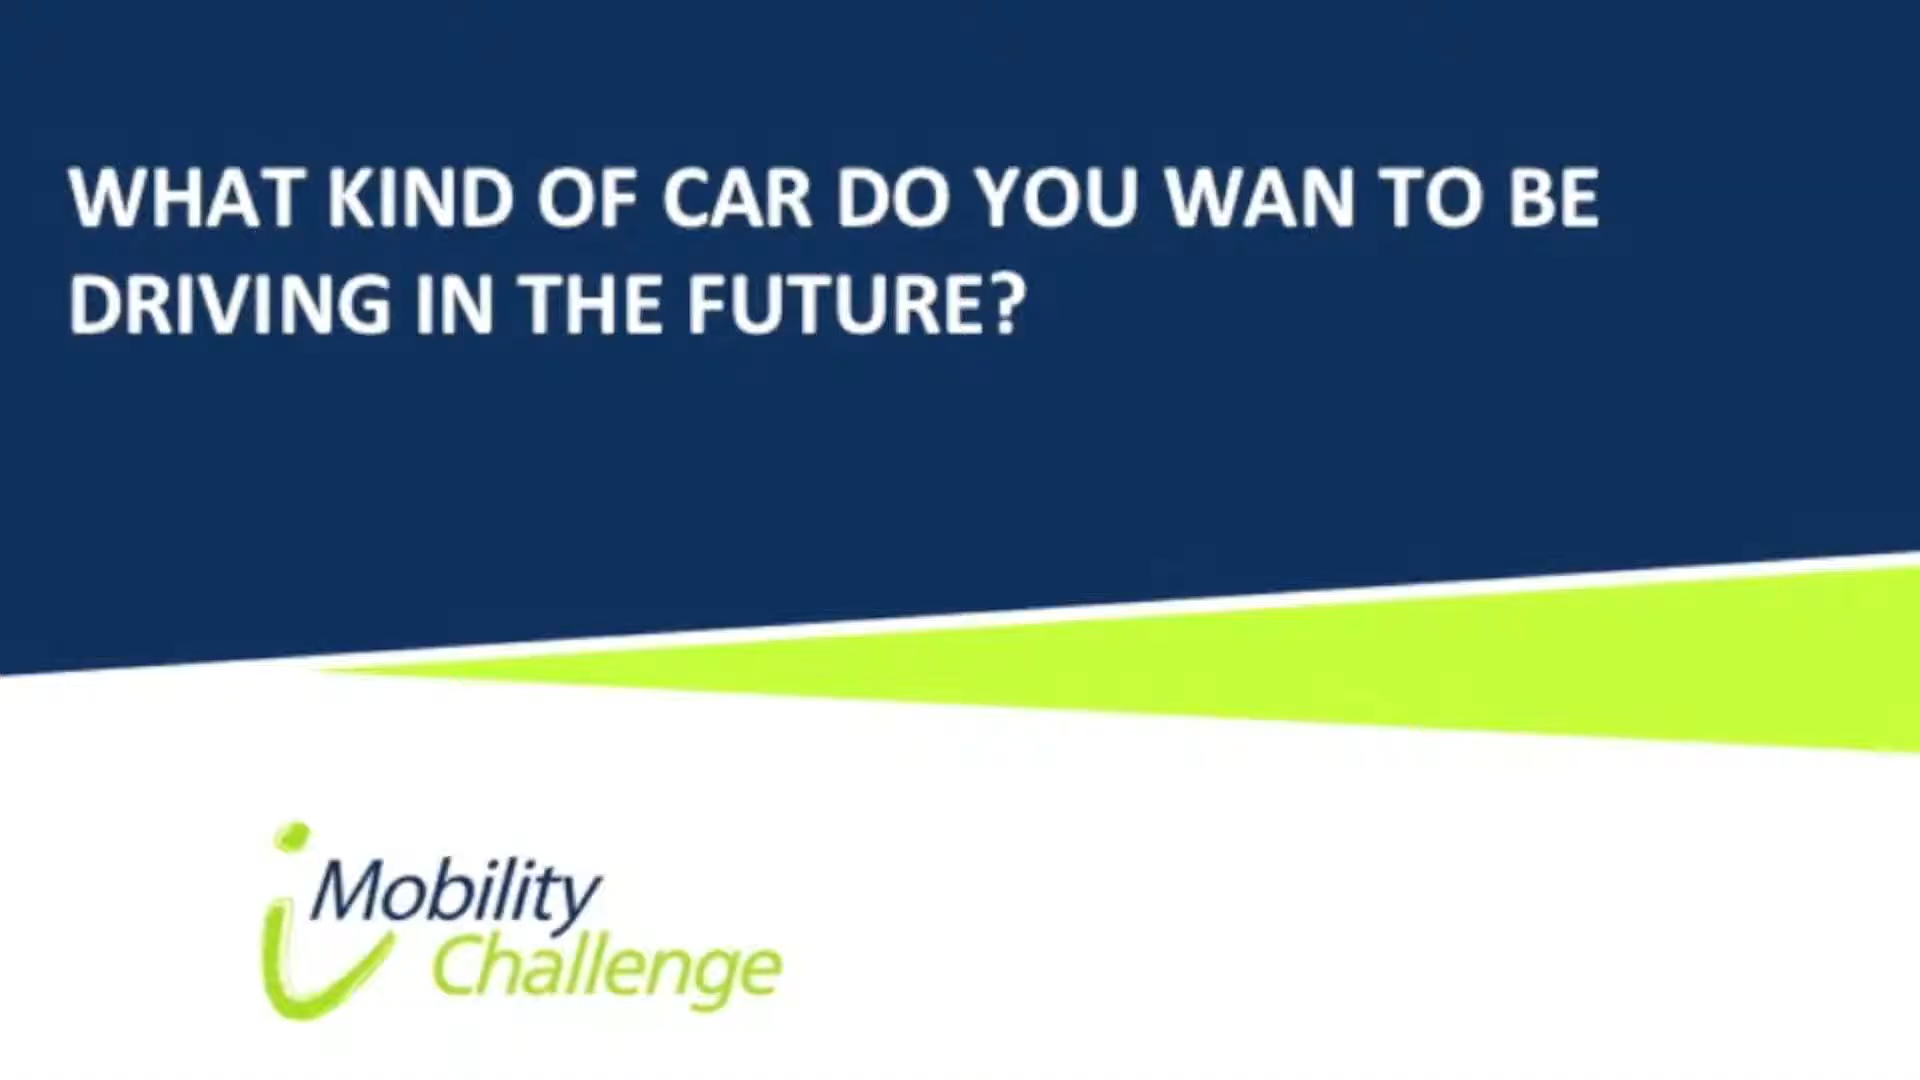 WHAT KIND OF CAR DO YOU WAN TO BE
DRIVING IN THE FUTURE?
i Mobility
Challenge